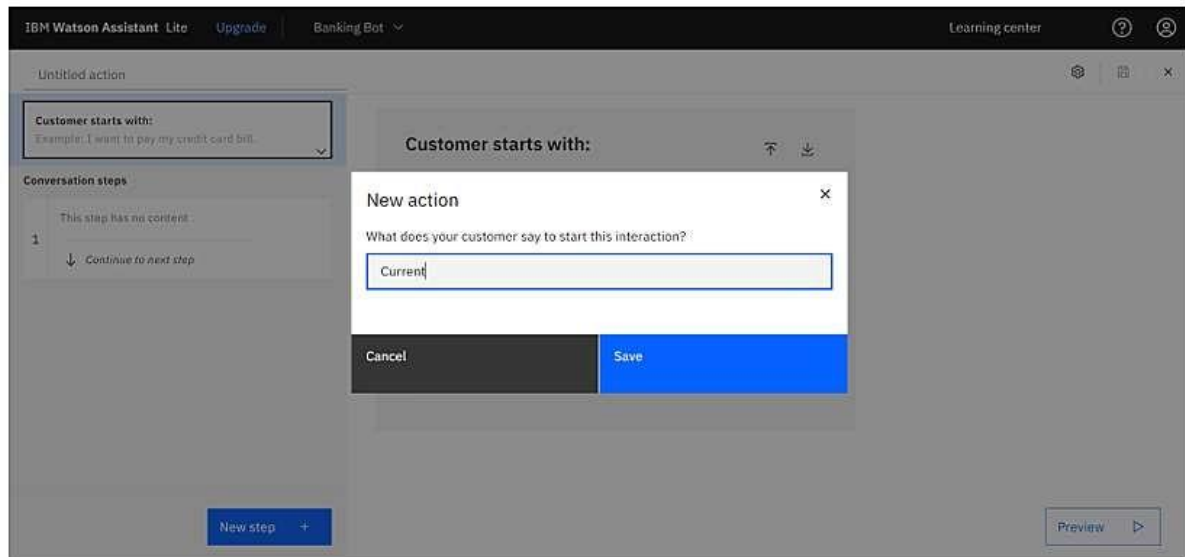 IBM Watson Assistant Lite Upgrade Banking Bot Learning center
Untitled action
Customer starts with:
Example: I want to pay my credit card bill.
Conversation steps
This step has no content
1
Continue to next step
New step +
Customer starts with:
New action
What does your customer say to start this interaction?
Current
Cancel Save
Preview